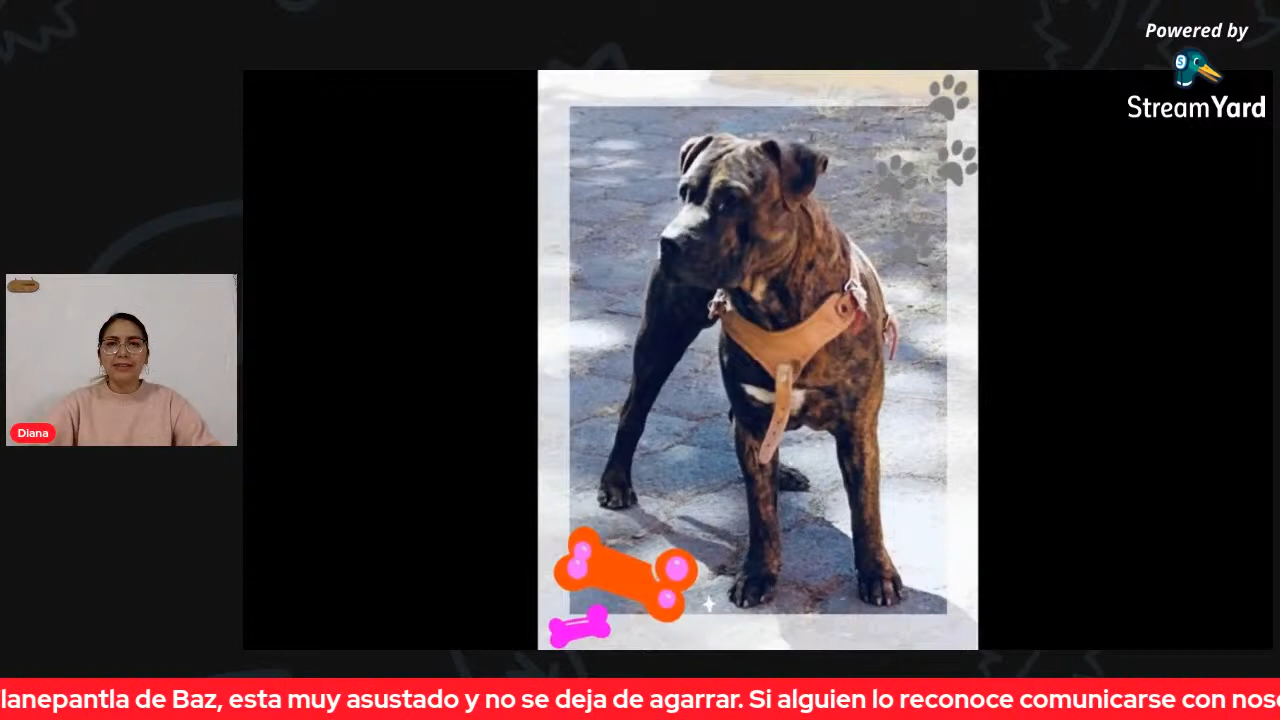 Powered by
StreamYard
Diana
lanepantla de Baz, esta muy asustado y no se deja de agarrar. Si alguien lo reconoce comunicarse con nos